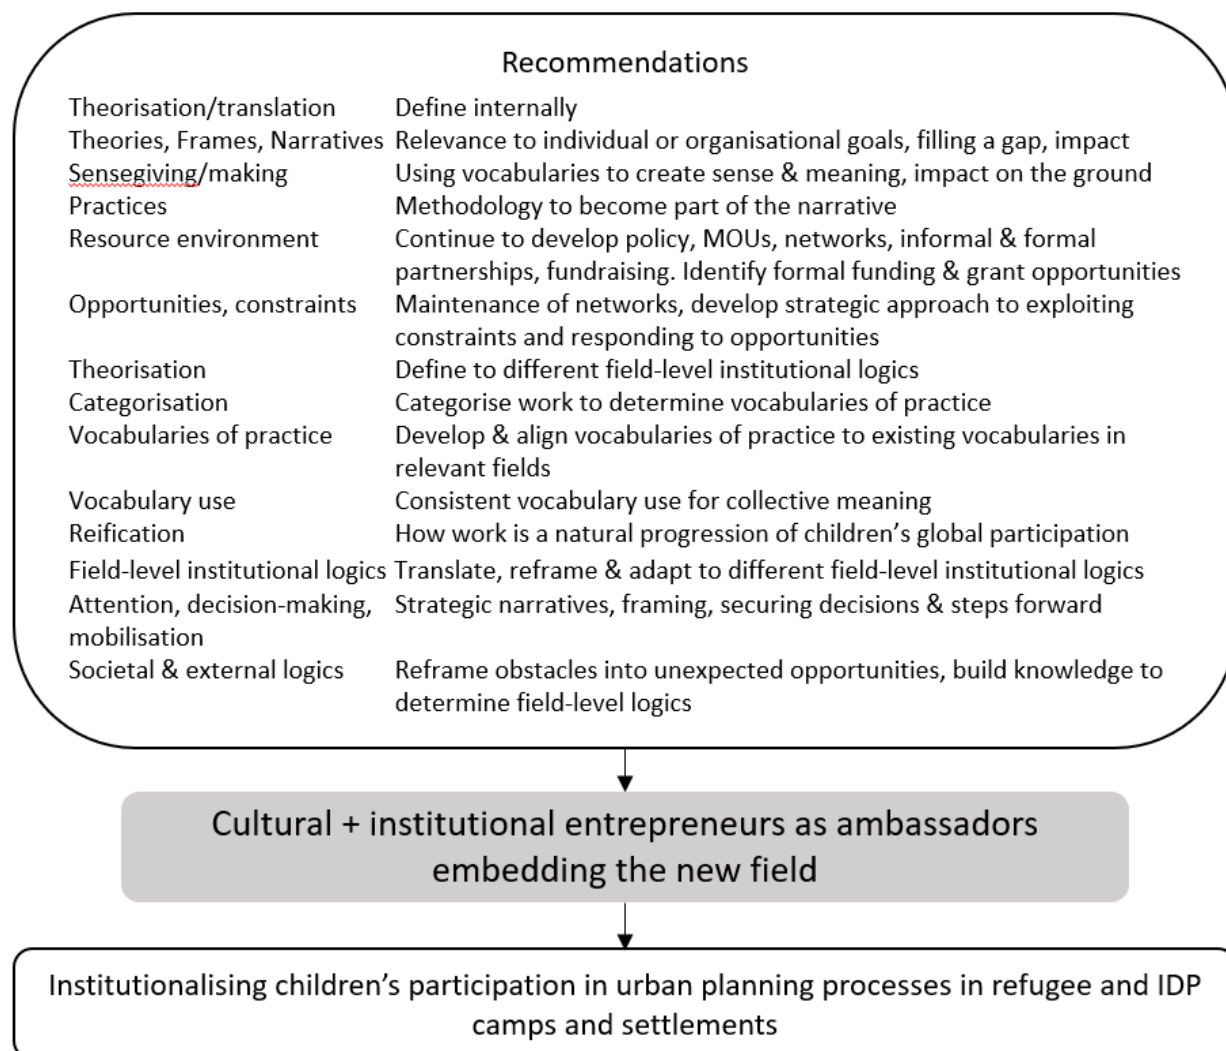 Recommendations
Theorisation/translation Define internally
Theories, Frames, Narratives Relevance to individual or organisational goals, filling a gap, impact
Sensegiving/making Using vocabularies to create sense & meaning, impact on the ground
Practices Methodology to become part of the narrative
Resource environment Continue to develop policy, MOUs, networks, informal & formal
partnerships, fundraising. Identify formal funding & grant opportunities
Opportunities, constraints Maintenance of networks, develop strategic approach to exploiting
constraints and responding to opportunities
Theorisation Define to different field-level institutional logics
Categorisation Categorise work to determine vocabularies of practice
Vocabularies of practice Develop & align vocabularies of practice to existing vocabularies in
relevant fields
Vocabulary use Consistent vocabulary use for collective meaning
Reification How work is a natural progression of children’s global participation
Field-level institutional logics Translate, reframe & adapt to different field-level institutional logics
Attention, decision-making, Strategic narratives, framing, securing decisions & steps forward
mobilisation
Societal & external logics Reframe obstacles into unexpected opportunities, build knowledge to
determine field-level logics
Cultural + institutional entrepreneurs as ambassadors
embedding the new field
Institutionalising children’s participation in urban planning processes in refugee and IDP
camps and settlements